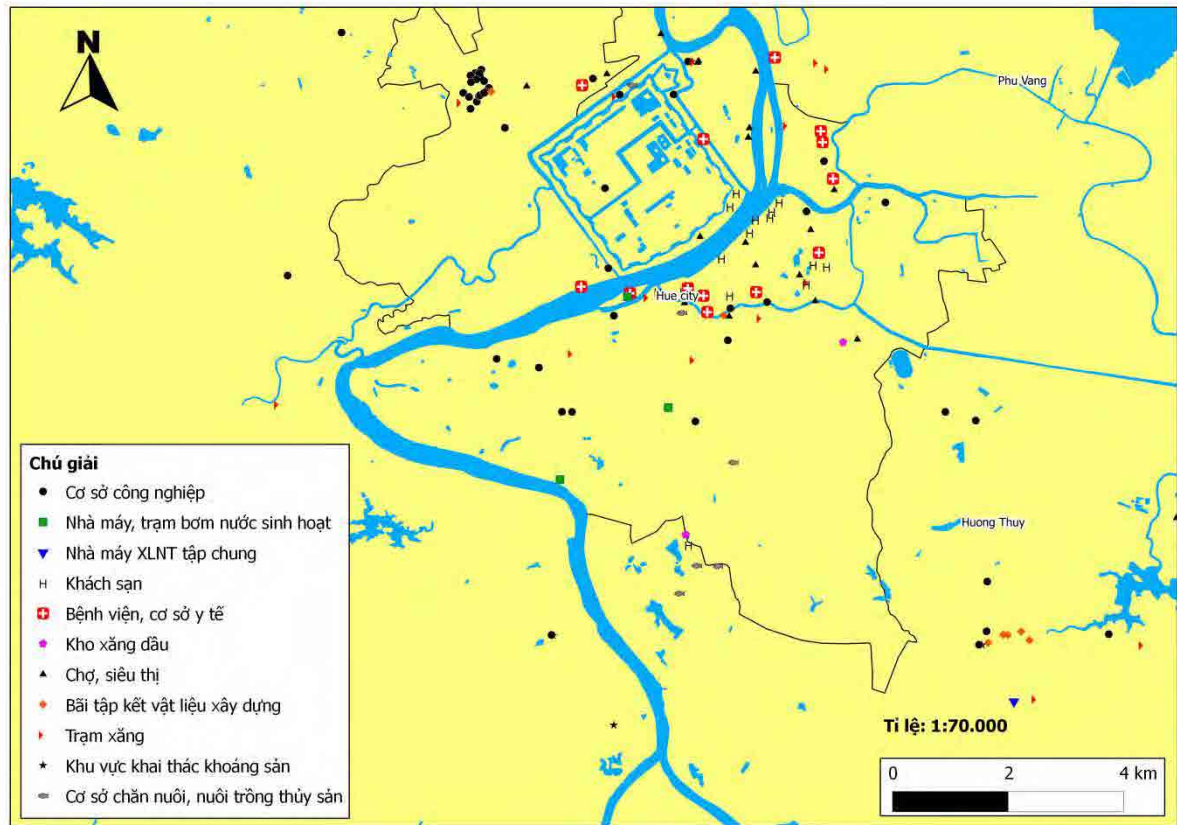 N
Phu Vang
Hue city
Huong Thuy
Chú giải
Cơ sở công nghiệp
Nhà máy, trạm bơm nước sinh hoạt
Nhà máy XLNT tập chung
H Khách sạn
Bệnh viện, cơ sở y tế
Kho xăng dầu
Chợ, siêu thị
Bãi tập kết vật liệu xây dựng
Trạm xăng
Khu vực khai thác khoáng sản
Cơ sở chăn nuôi, nuôi trồng thủy sản
Tỉ lệ: 1:70.000
0 2 4 km